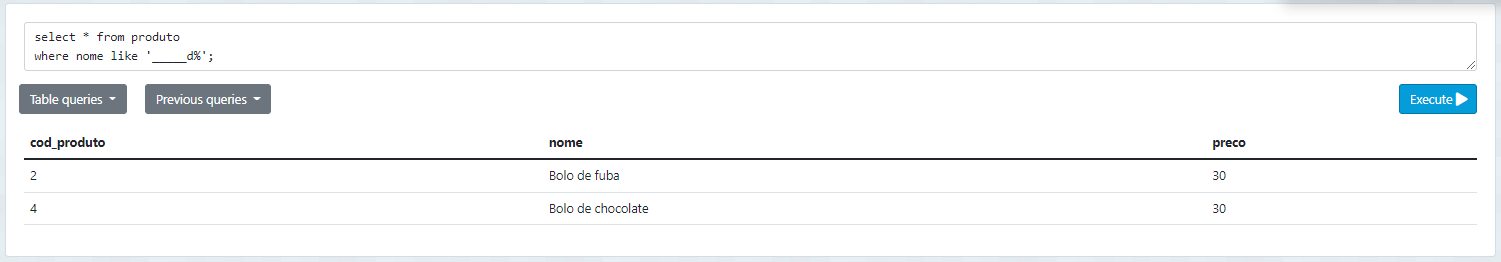 select * from produto
where nome like '_____d%';
Table queries
Previous queries
Execute
cod_produto nome preco
2 Bolo de fuba 30
4 Bolo de chocolate 30